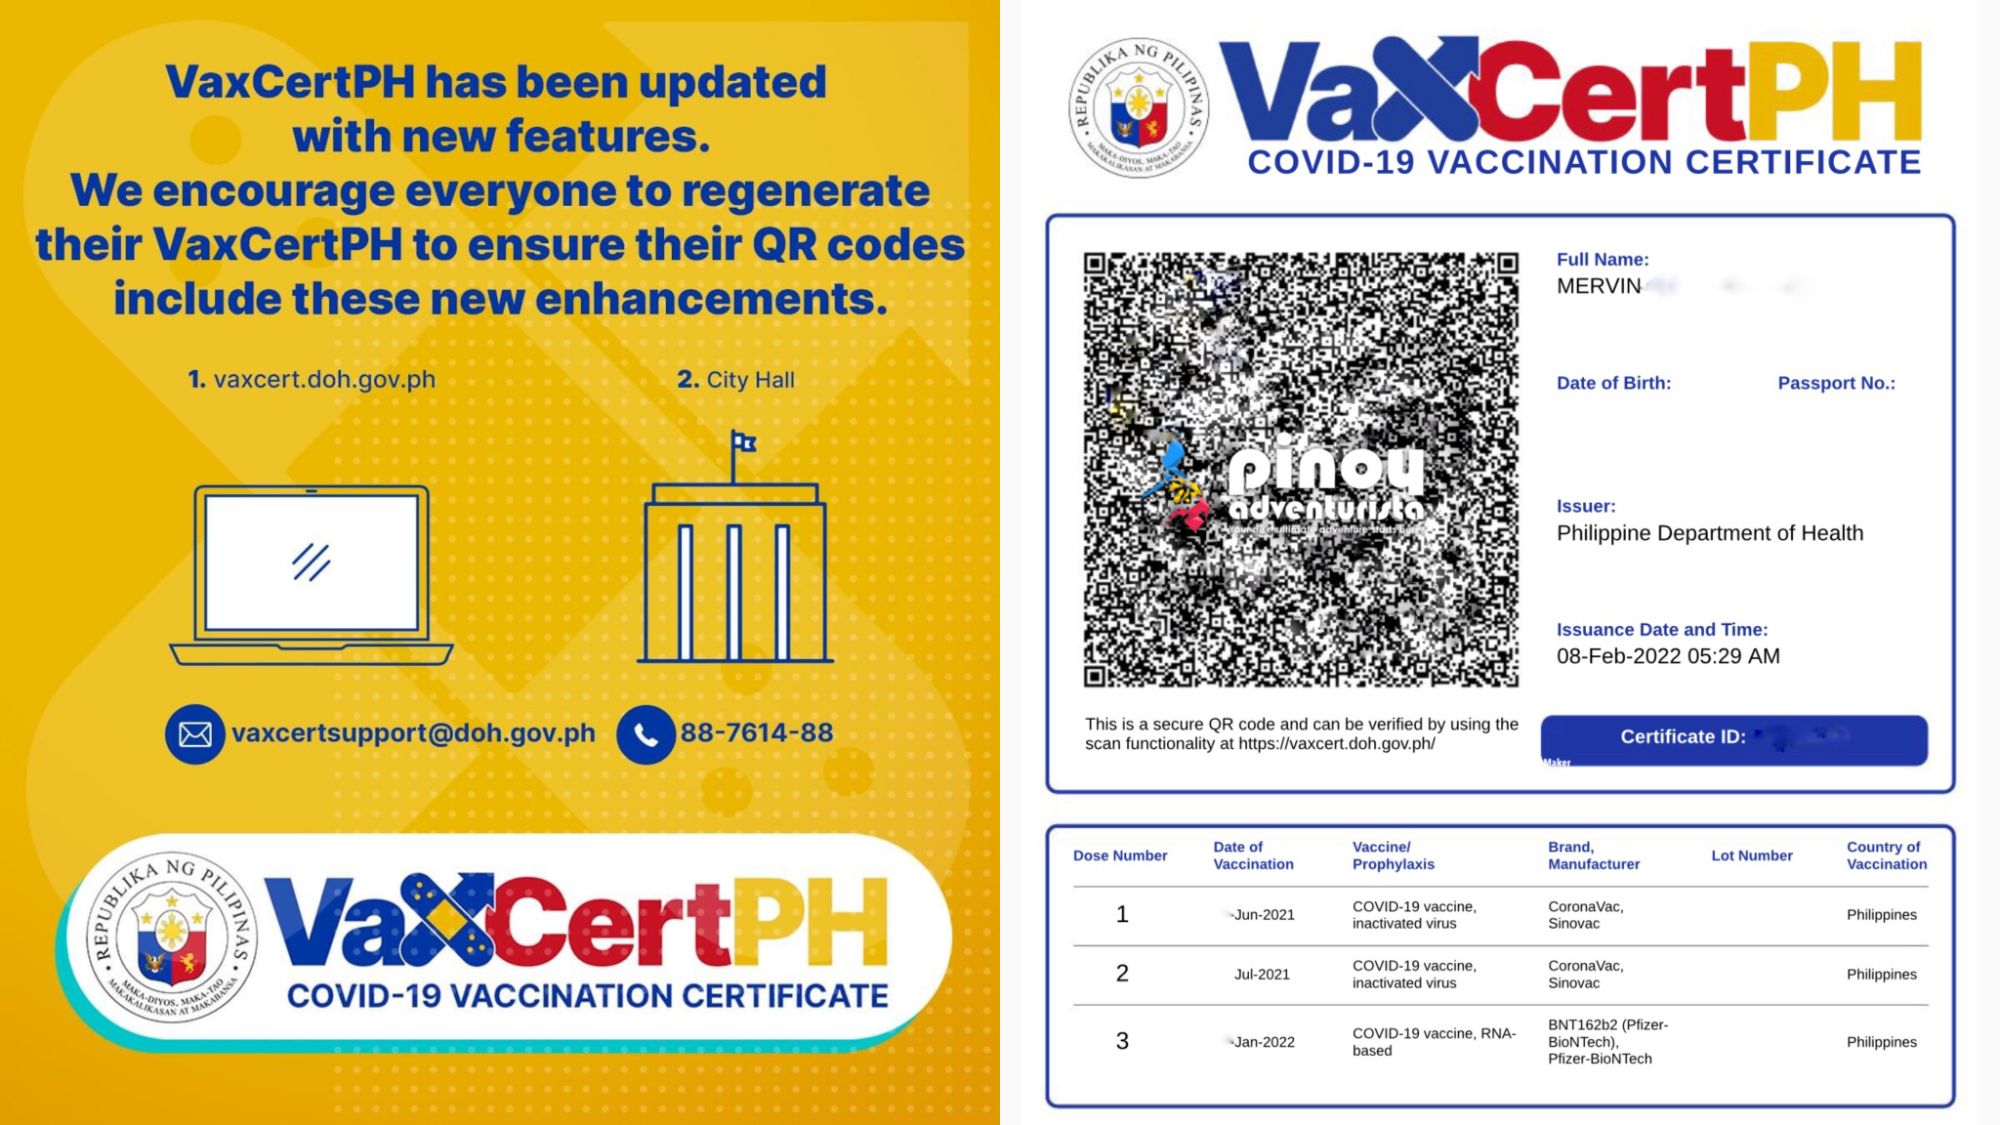 VaxCertPH has been updated
with new features.
We encourage everyone to regenerate
their VaxCertPH to ensure their QR codes
include these new enhancements.
1. vaxcert.doh.gov.ph
2. City Hall
vaxcertsupport@doh.gov.ph
88-7614-88
REPUBLIKA NG PILIPINAS
MAKA-DIYOS, MAKA-TAO
MAKAKALIKASAN AT MAKABANSA
VaxCertPH
COVID-19 VACCINATION CERTIFICATE
REPUBLIKA NG PILIPINAS
MAKA-DIYOS, MAKA-TAO
MAKAKALIKASAN AT MAKABANSA
VaxCertPH
COVID-19 VACCINATION CERTIFICATE
Full Name:
MERVIN
Date of Birth:
Passport No.:
pinoy
adventurista
Issuer:
Philippine Department of Health
Issuance Date and Time:
08-Feb-2022 05:29 AM
This is a secure QR code and can be verified by using the
scan functionality at https://vaxcert.doh.gov.ph/
Certificate ID:
Maker
Dose Number
Date of
Vaccination
Vaccine/
Prophylaxis
Brand,
Manufacturer
Lot Number
Country of
Vaccination
1
-Jun-2021
COVID-19 vaccine,
inactivated virus
CoronaVac,
Sinovac
Philippines
2
Jul-2021
COVID-19 vaccine,
inactivated virus
CoronaVac,
Sinovac
Philippines
3
-Jan-2022
COVID-19 vaccine, RNA-
based
BNT162b2 (Pfizer-
BioNTech),
Pfizer-BioNTech
Philippines